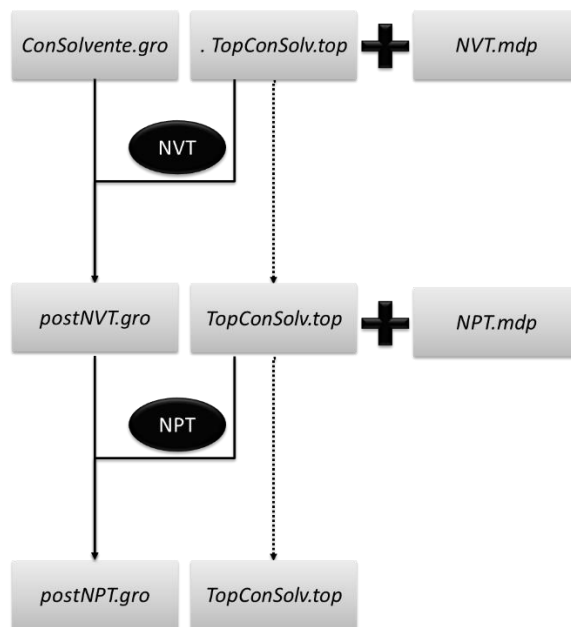 ConSolvente.gro
. TopConSolv.top
NVT.mdp
NVT
postNVT.gro
TopConSolv.top
NPT.mdp
NPT
postNPT.gro
TopConSolv.top